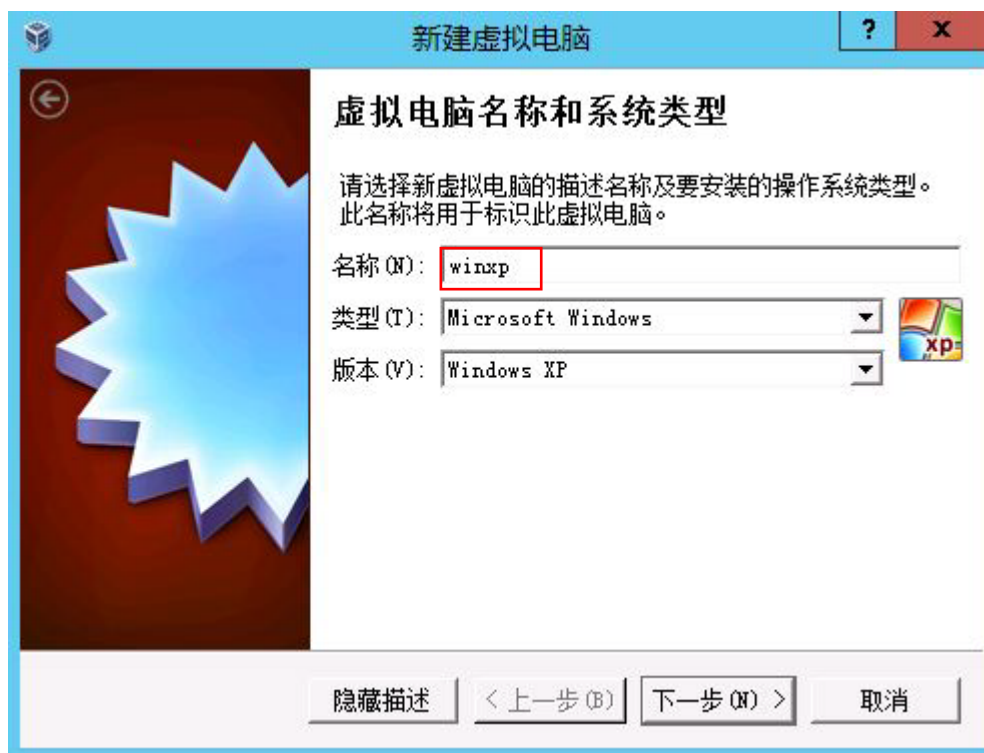 新建虚拟电脑
?
x
虚拟电脑名称和系统类型
请选择新虚拟电脑的描述名称及要安装的操作系统类型。
此名称将用于标识此虚拟电脑。
名称(N): winxp
类型(T): Microsoft Windows
xp
版本(V): Windows XP
隐藏描述 < 上一步(B) 下一步(N) > 取消